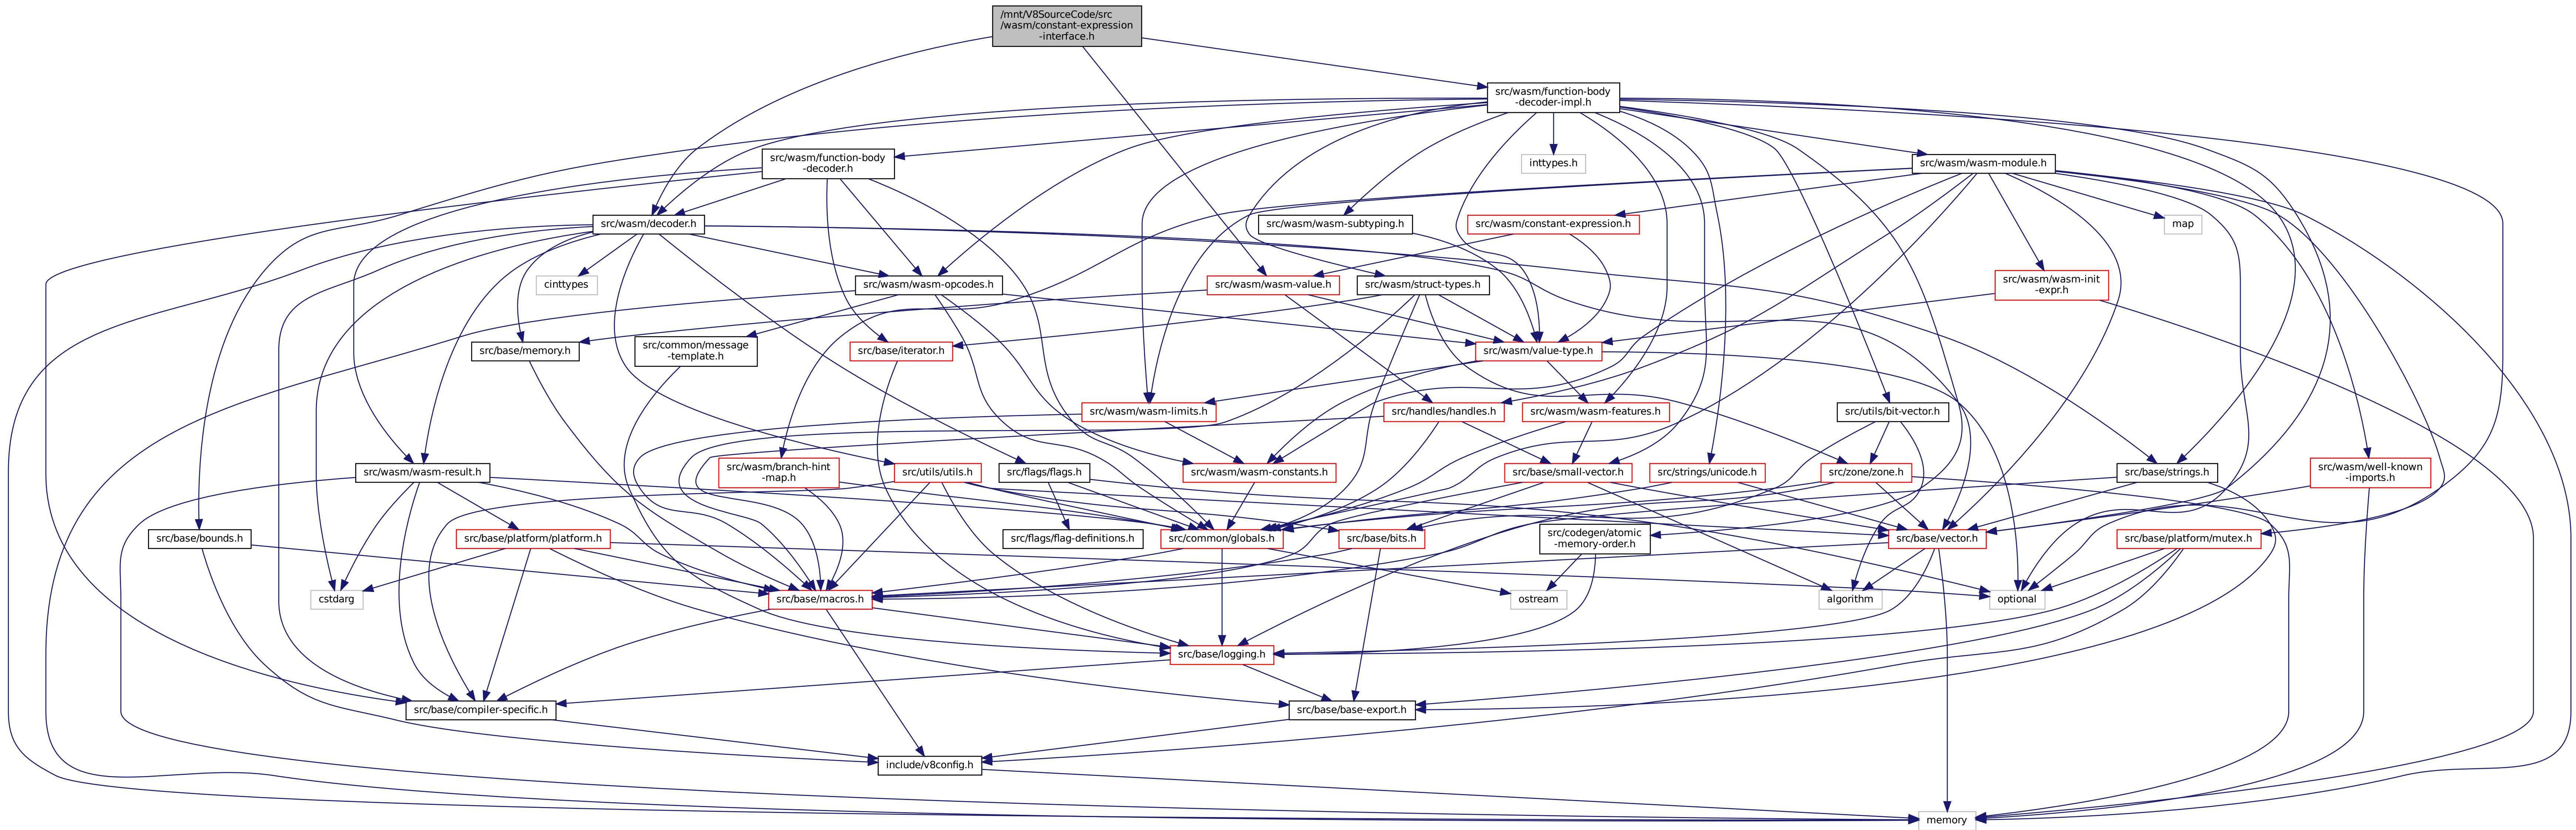 /mnt/V8SourceCode/src
/wasm/constant-expression
-interface.h
src/wasm/function-body
-decoder-impl.h
src/wasm/function-body
-decoder.h
inttypes.h
src/wasm/wasm-module.h
src/wasm/decoder.h
src/wasm/wasm-subtyping.h
src/wasm/constant-expression.h
map
cinttypes
src/wasm/wasm-opcodes.h
src/wasm/wasm-value.h
src/wasm/struct-types.h
src/wasm/wasm-init
-expr.h
src/base/memory.h
src/common/message
-template.h
src/base/iterator.h
src/wasm/value-type.h
src/wasm/wasm-limits.h
src/handles/handles.h
src/wasm/wasm-features.h
src/utils/bit-vector.h
src/wasm/wasm-result.h
src/wasm/branch-hint
-map.h
src/utils/utils.h
src/flags/flags.h
src/wasm/wasm-constants.h
src/base/small-vector.h
src/strings/unicode.h
src/zone/zone.h
src/base/strings.h
src/wasm/well-known
-imports.h
src/base/bounds.h
src/base/platform/platform.h
src/flags/flag-definitions.h
src/common/globals.h
src/base/bits.h
src/codegen/atomic
-memory-order.h
src/base/vector.h
src/base/platform/mutex.h
cstdarg
src/base/macros.h
ostream
algorithm
optional
src/base/logging.h
src/base/compiler-specific.h
src/base/base-export.h
include/v8config.h
memory